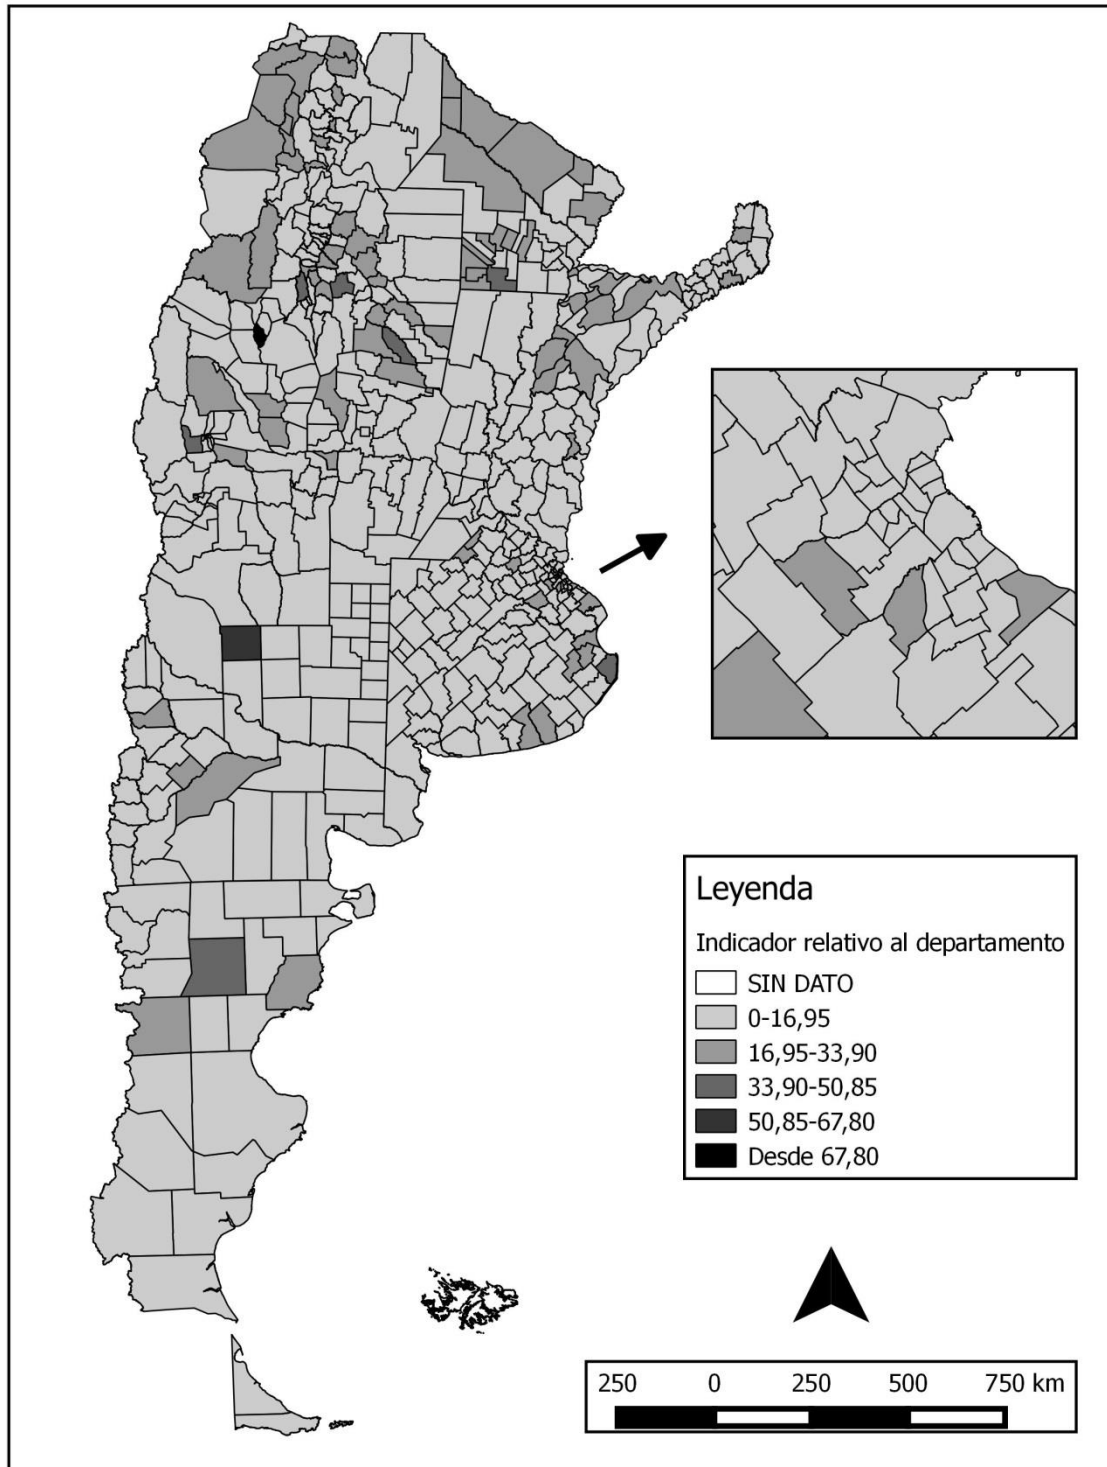 Leyenda
Indicador relativo al departamento
SIN DATO
0-16,95
16,95-33,90
33,90-50,85
50,85-67,80
Desde 67,80
250 0 250 500 750 km